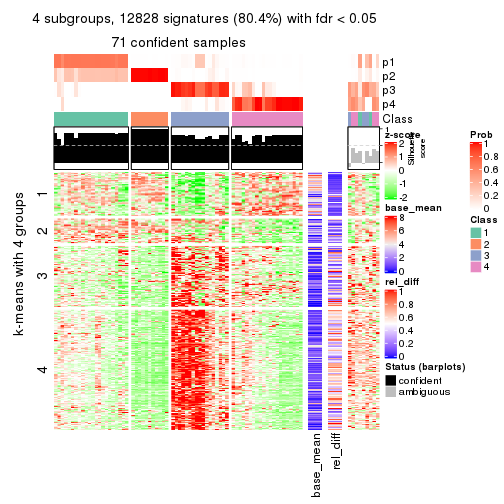 4 subgroups, 12828 signatures (80.4%) with fdr < 0.05
71 confident samples
p1
p2
p3
p4
Class
1
Silhouette
score
k-means with 4 groups
1
2
3
4
base_mean
rel_diff
z-score
2
1
0
-1
-2
base_mean
8
6
4
2
0
rel_diff
1
0.8
0.6
0.4
0.2
0
Status (barplots)
confident
ambiguous
Prob
1
0.8
0.6
0.4
0.2
0
Class
1
2
3
4